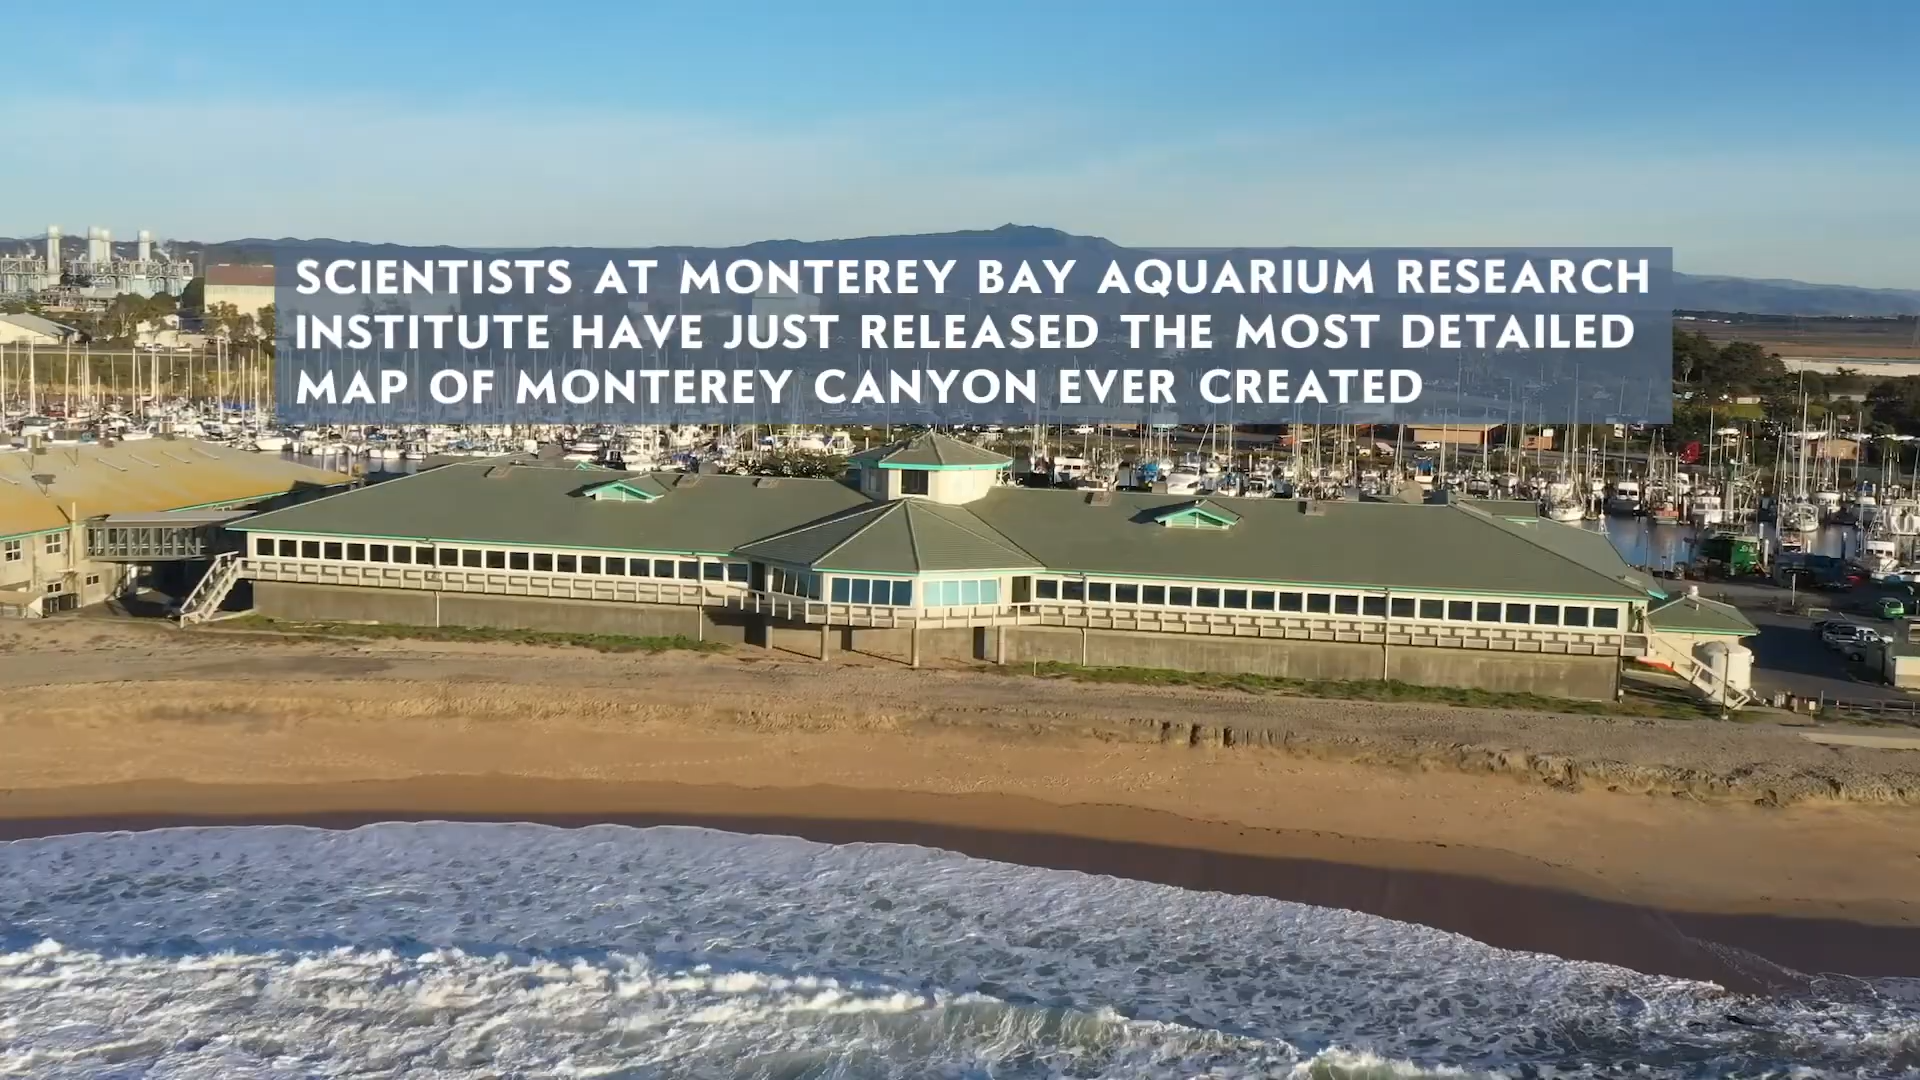 SCIENTISTS AT MONTEREY BAY AQUARIUM RESEARCH
INSTITUTE HAVE JUST RELEASED THE MOST DETAILED
MAP OF MONTEREY CANYON EVER CREATED